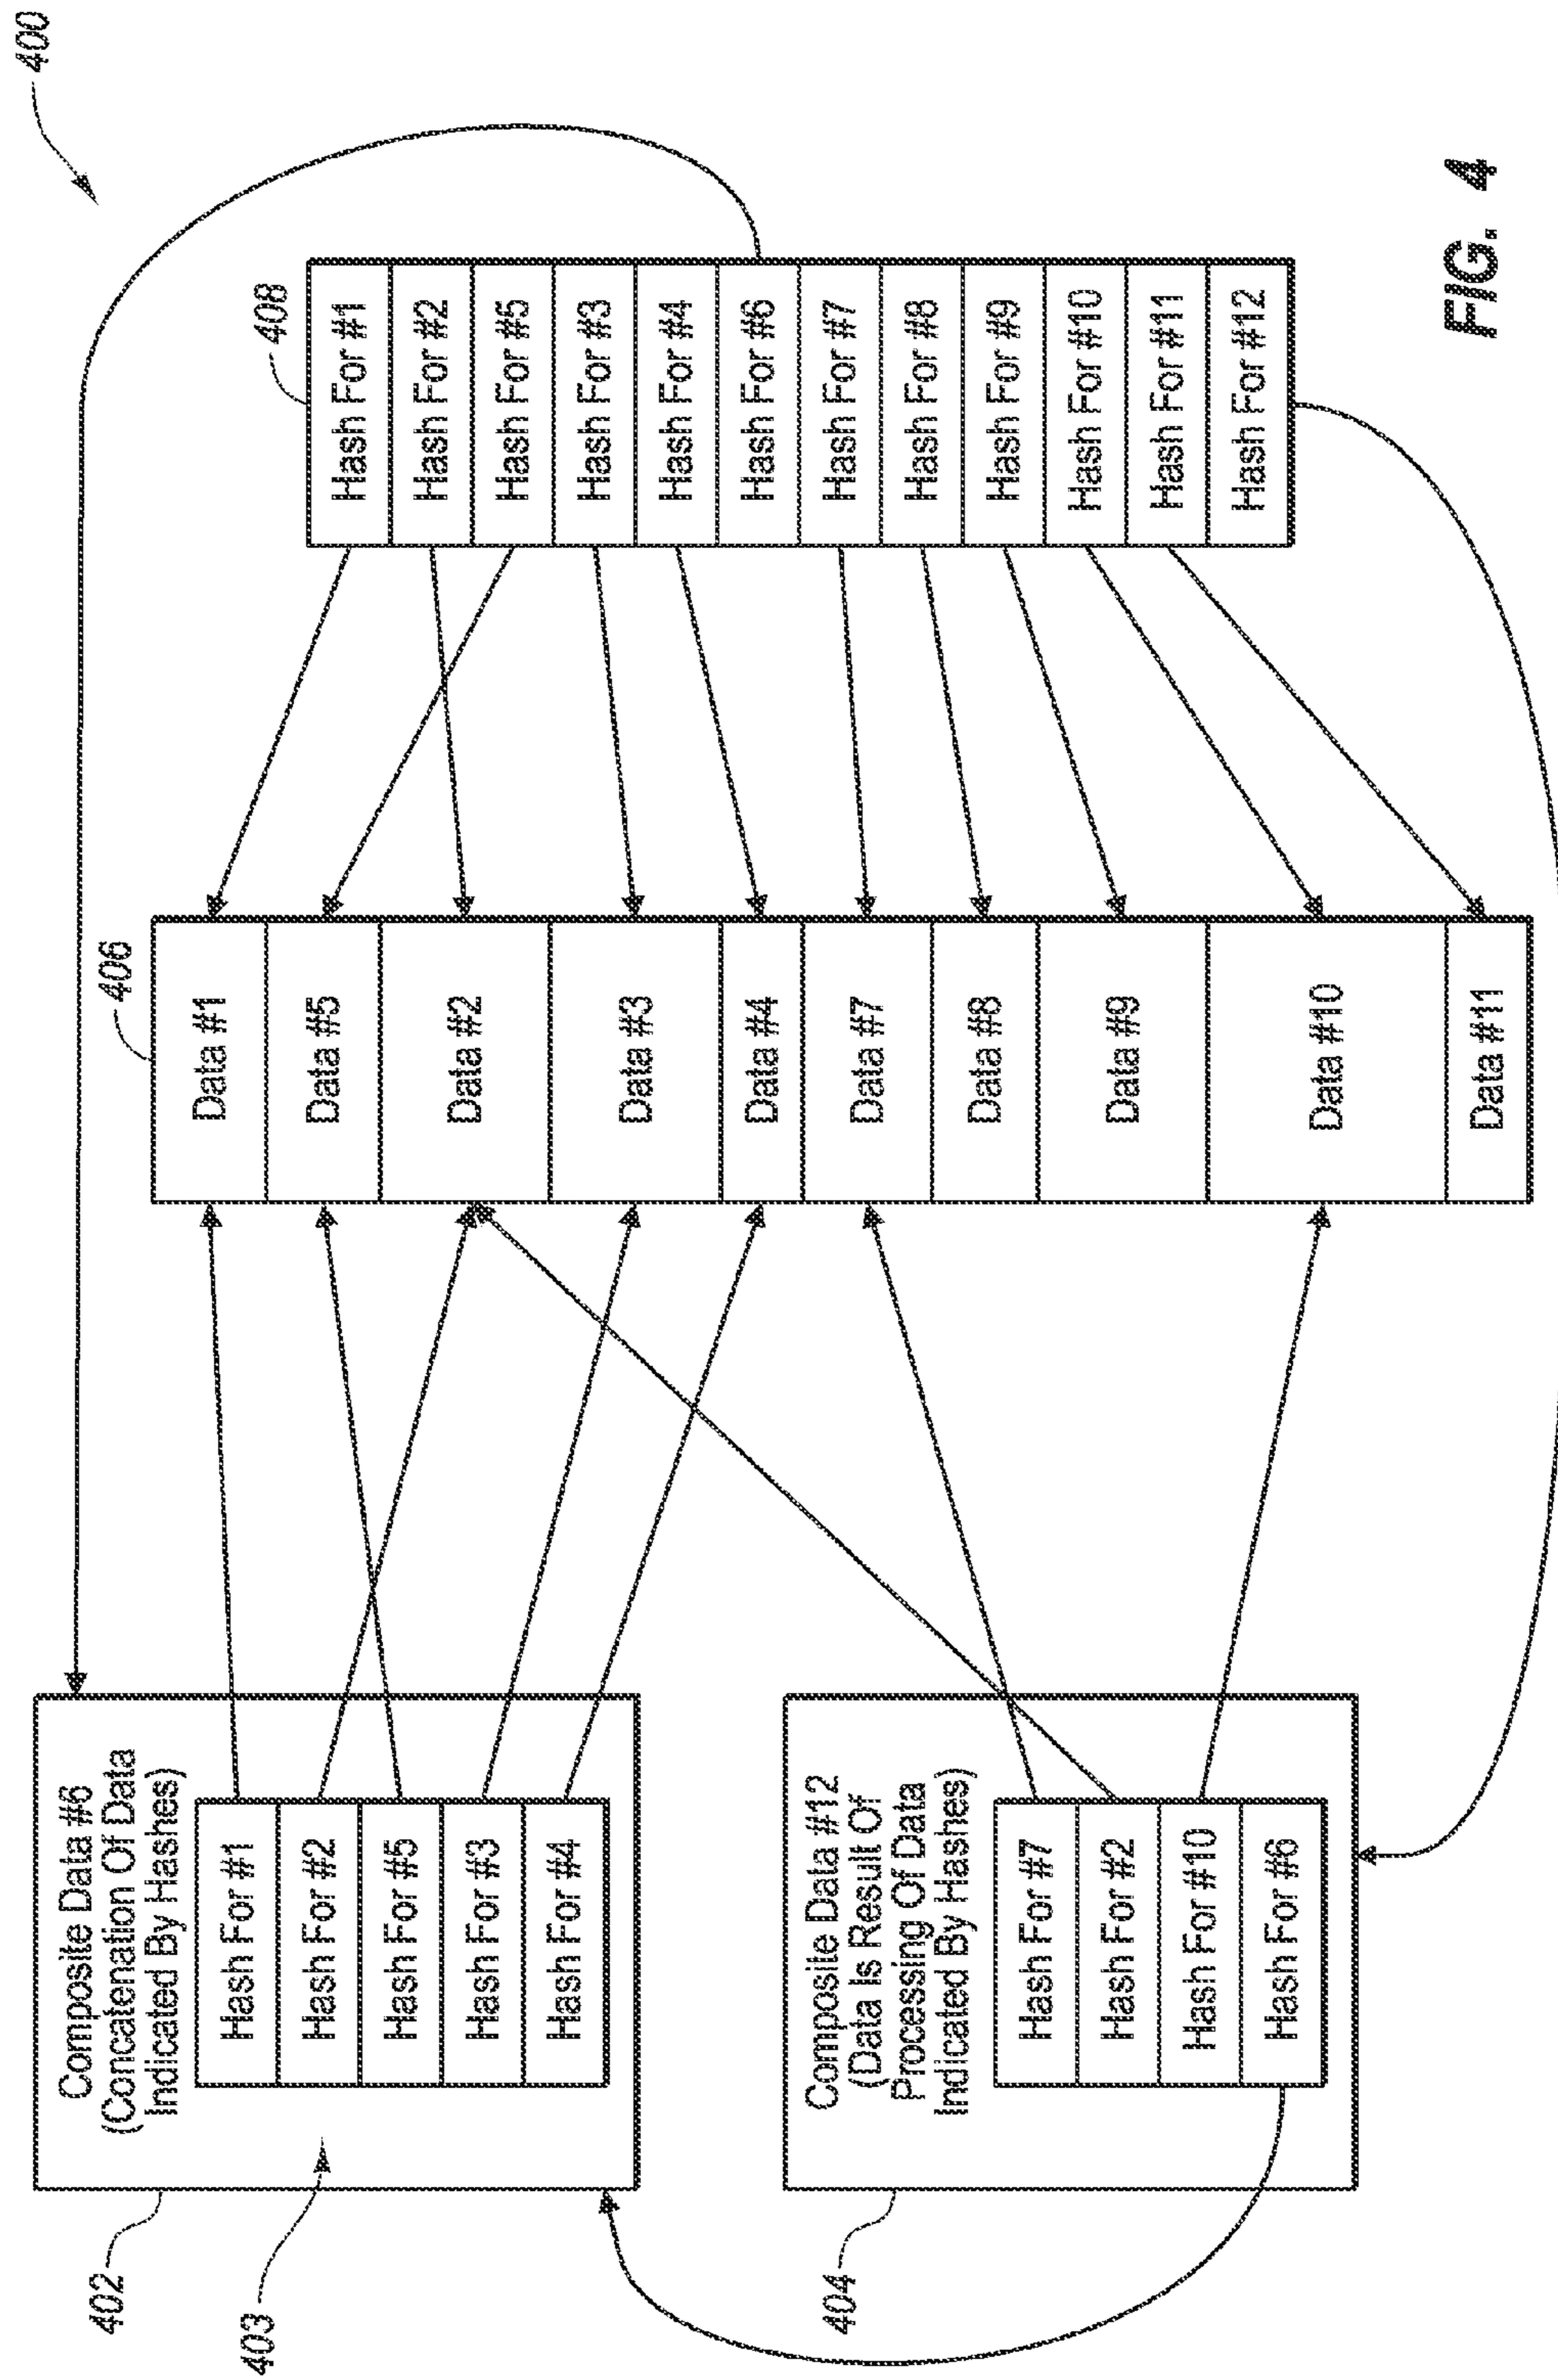 400
402
Composite Data #6
(Concatenation Of Data
Indicated By Hashes)
Hash For #1
Hash For #2
Hash For #5
Hash For #3
Hash For #4
403
404
Composite Data #12
(Data Is Result Of
Processing Of Data
Indicated By Hashes)
Hash For #7
Hash For #2
Hash For #10
Hash For #6
406
Data #1
Data #5
Data #2
Data #3
Data #4
Data #7
Data #8
Data #9
Data #10
Data #11
408
Hash For #1
Hash For #2
Hash For #5
Hash For #3
Hash For #4
Hash For #6
Hash For #7
Hash For #8
Hash For #9
Hash For #10
Hash For #11
Hash For #12
FIG. 4